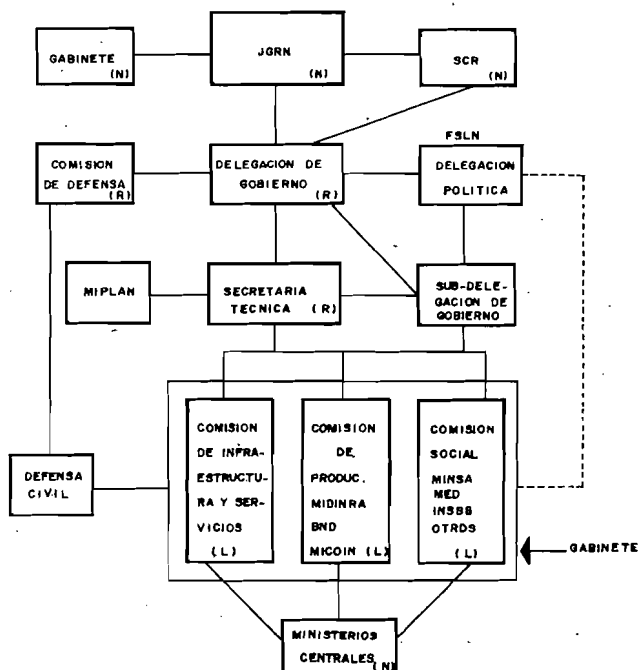 GABINETE
(N)
JGRN
(N)
SCR
(N)
COMISION
DE DEFENSA
(R)
DELEGACION DE
GOBIERNO
(R)
FSLN
DELEGACION
POLITICA
MIPLAN
SECRETARIA
TECNICA (R)
SUB-DELE-
GACION DE
GOBIERNO
DEFENSA
CIVIL
COMISION
DE INFRA-
ESTRUCTU-
RA Y SER-
VICIOS
(L)
COMISION
DE
PRODUC.
MIDINRA
BND
MICOIN (L)
COMISION
SOCIAL
MINSA
MED
INSBB
OTROS
(L)
GABINETE
MINISTERIOS
CENTRALES
(N)